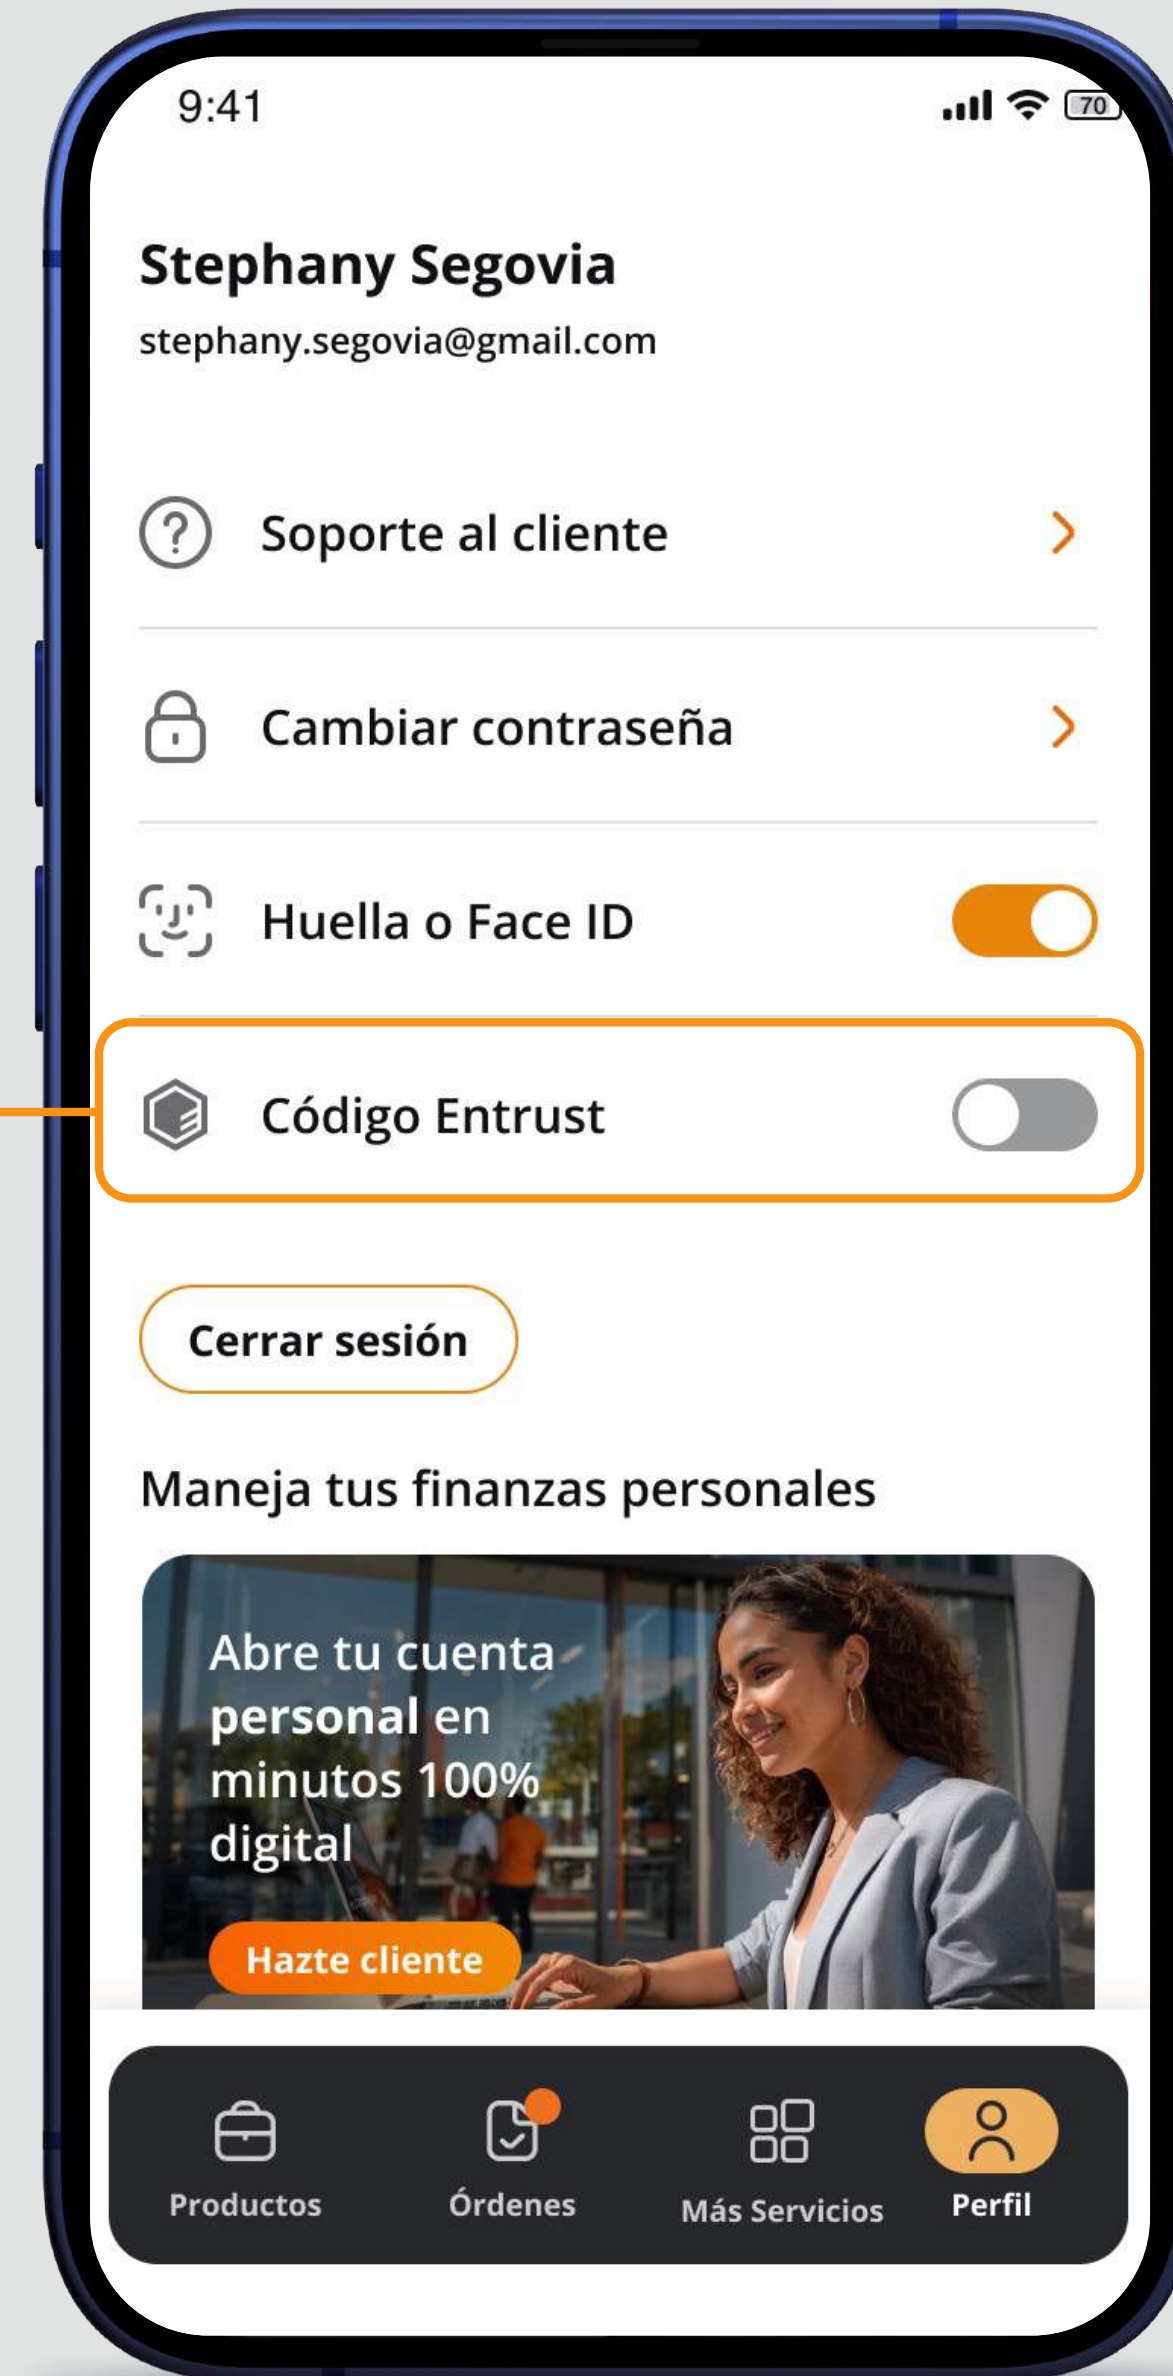 9:41
70
Stephany Segovia
stephany.segovia@gmail.com
Soporte al cliente
Cambiar contraseña
Huella o Face ID
Código Entrust
Cerrar sesión
Maneja tus finanzas personales
Abre tu cuenta
personal en
minutos 100%
digital
Hazte cliente
Productos
Órdenes
Más Servicios
Perfil